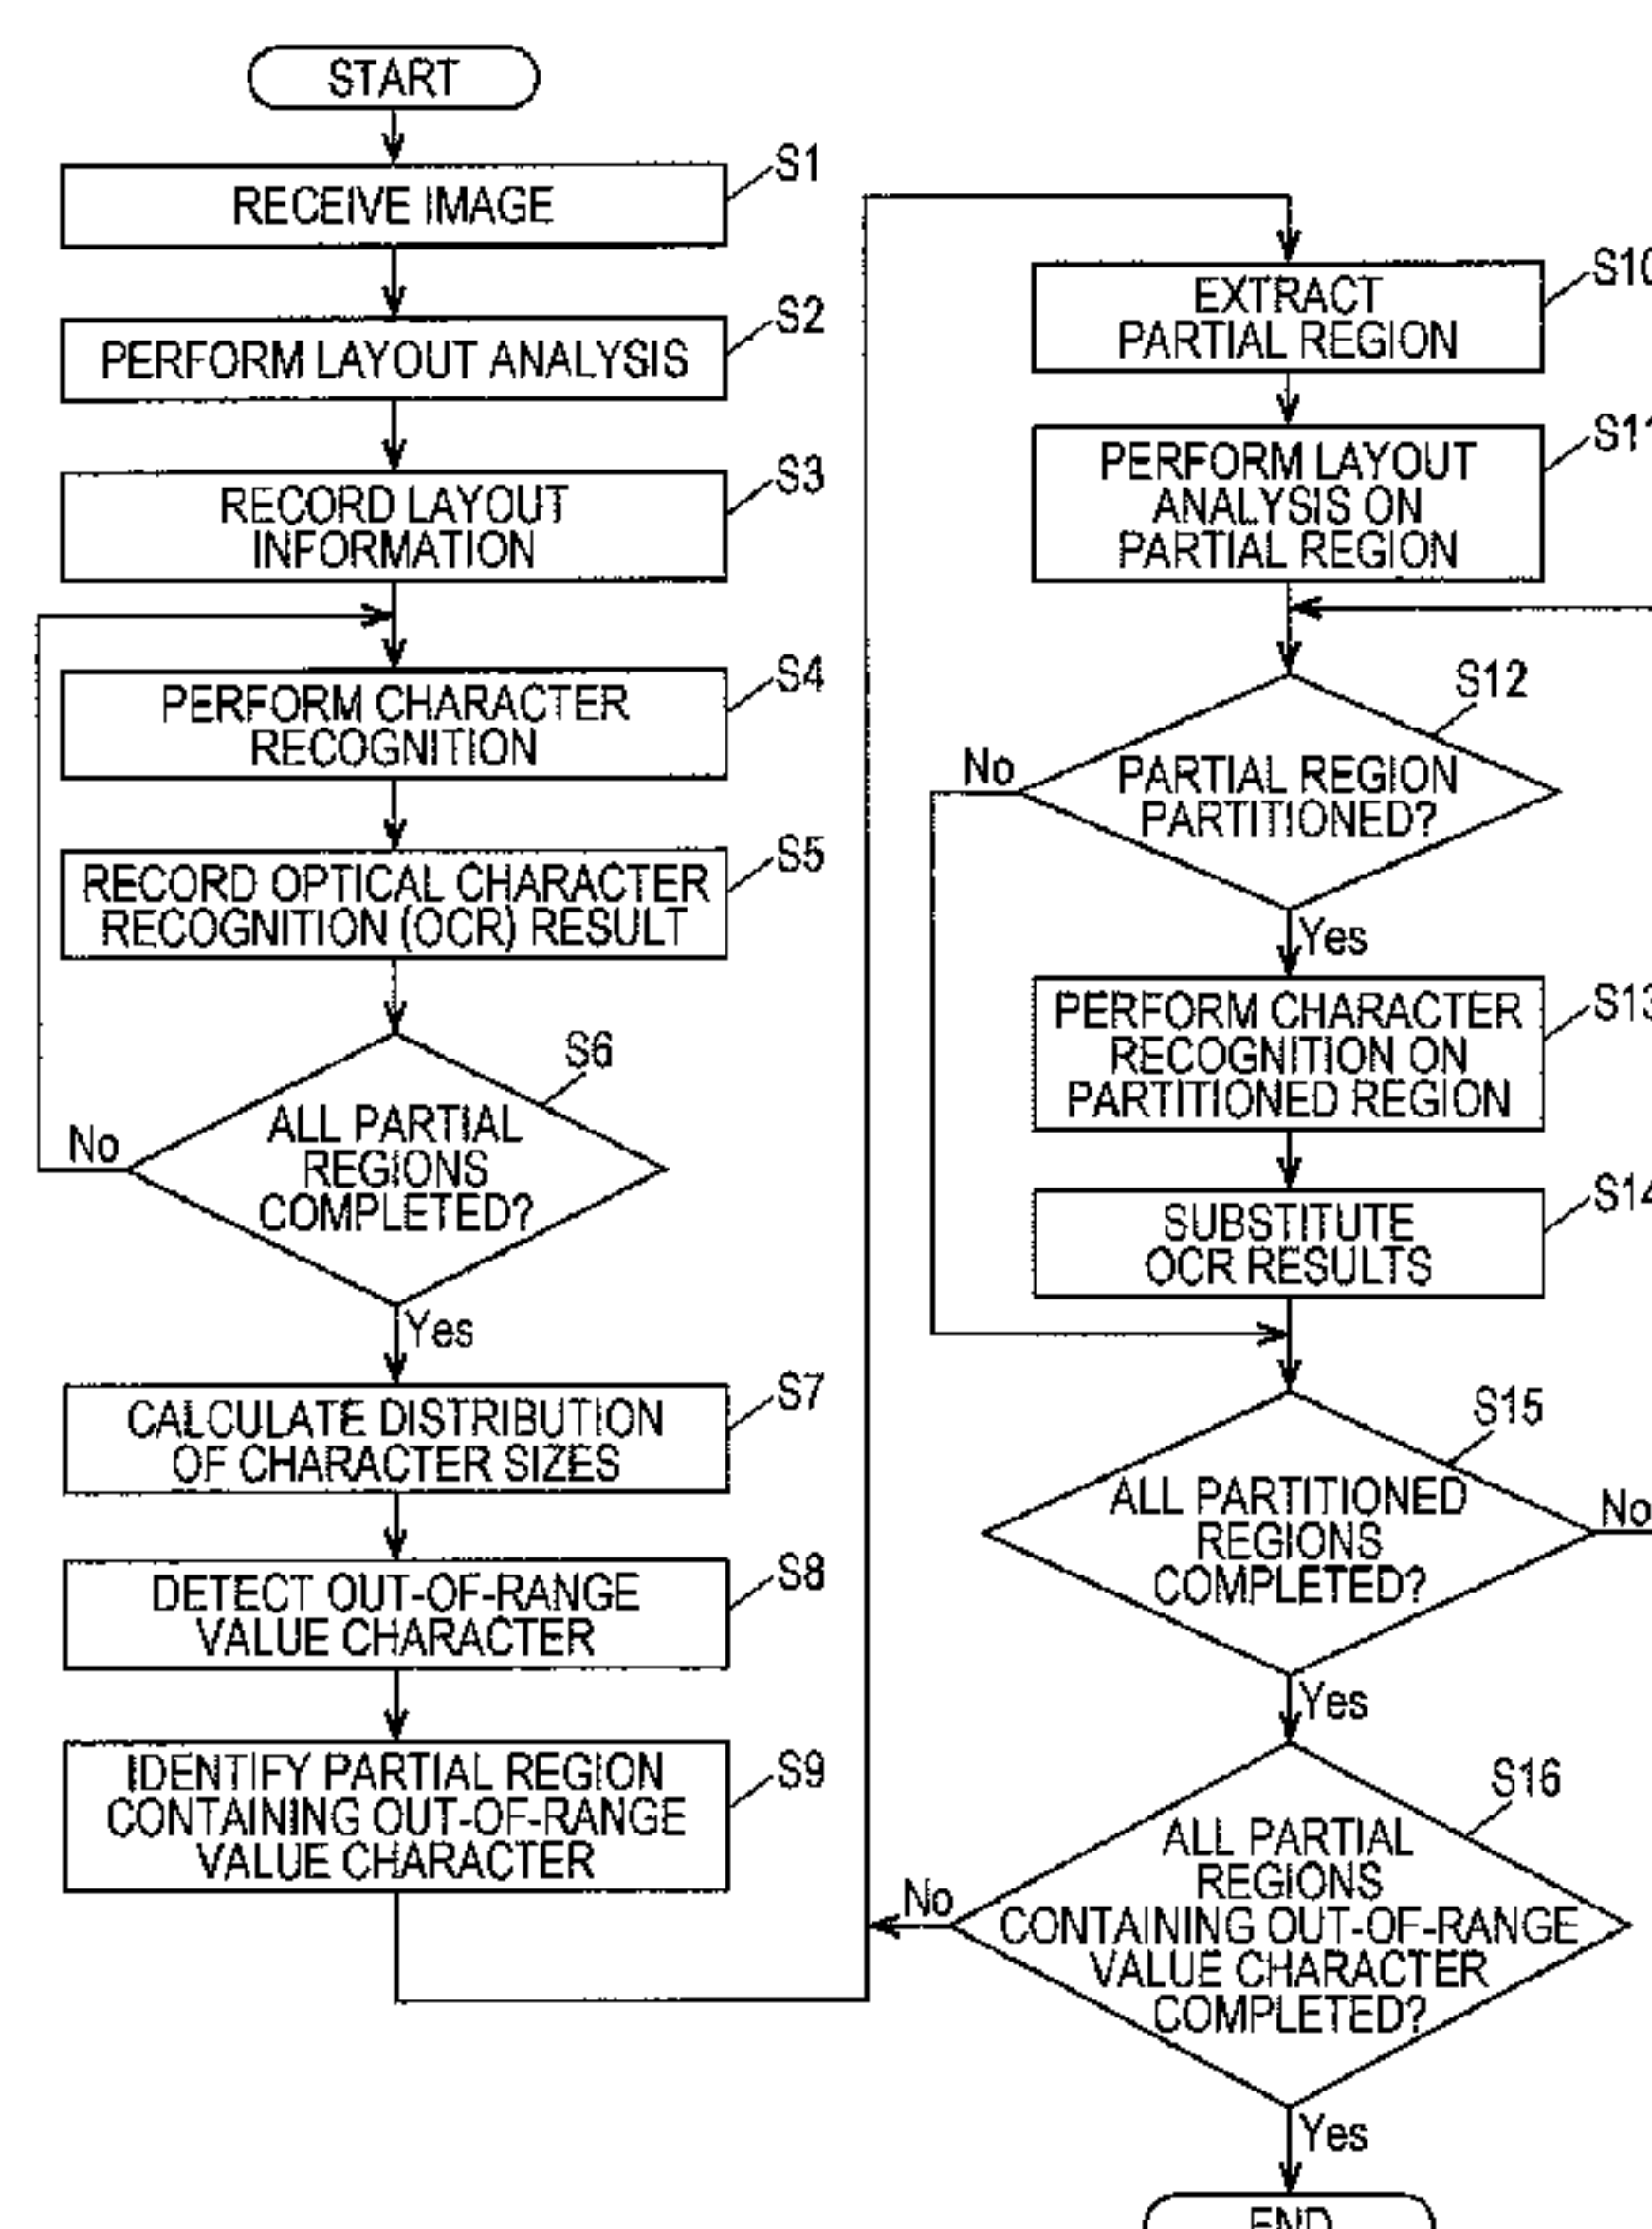 START
S1
RECEIVE IMAGE
S2
PERFORM LAYOUT ANALYSIS
S3
RECORD LAYOUT
INFORMATION
S4
PERFORM CHARACTER
RECOGNITION
S5
RECORD OPTICAL CHARACTER
RECOGNITION (OCR) RESULT
S6
ALL PARTIAL
REGIONS
COMPLETED?
No
Yes
S7
CALCULATE DISTRIBUTION
OF CHARACTER SIZES
S8
DETECT OUT-OF-RANGE
VALUE CHARACTER
S9
IDENTIFY PARTIAL REGION
CONTAINING OUT-OF-RANGE
VALUE CHARACTER
S10
EXTRACT
PARTIAL REGION
S11
PERFORM LAYOUT
ANALYSIS ON
PARTIAL REGION
S12
No
PARTIAL REGION
PARTITIONED?
Yes
S13
PERFORM CHARACTER
RECOGNITION ON
PARTITIONED REGION
S14
SUBSTITUTE
OCR RESULTS
S15
ALL PARTITIONED
REGIONS
COMPLETED?
No
Yes
S16
ALL PARTIAL
REGIONS
CONTAINING OUT-OF-RANGE
VALUE CHARACTER
COMPLETED?
No
Yes
END